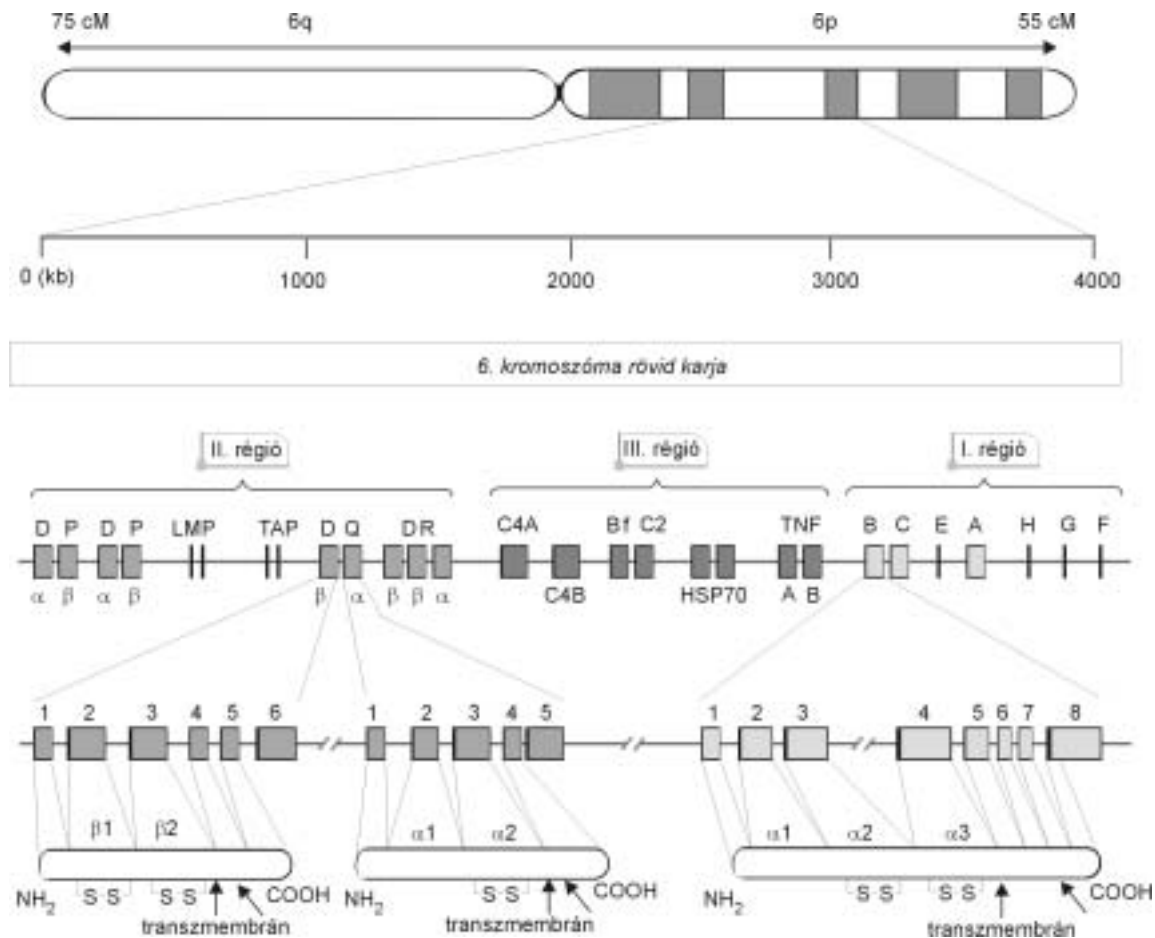 75 cM 6q 6p 55 cM
0 (kb) 1000 2000 3000 4000
6. kromoszóma rövid karja
II. régió III. régió I. régió
D P D P LMP TAP D Q D R C4A Bf C2 TNF B C E A H G F
α β α β β α β β α C4B HSP70 A B
1 2 3 4 5 6 1 2 3 4 5 1 2 3 4 5 6 7 8
β1 β2 α1 α2 α1 α2 α3
NH2 S S S S COOH NH2 S S COOH NH2 S S S S COOH
transzmembrán transzmembrán transzmembrán